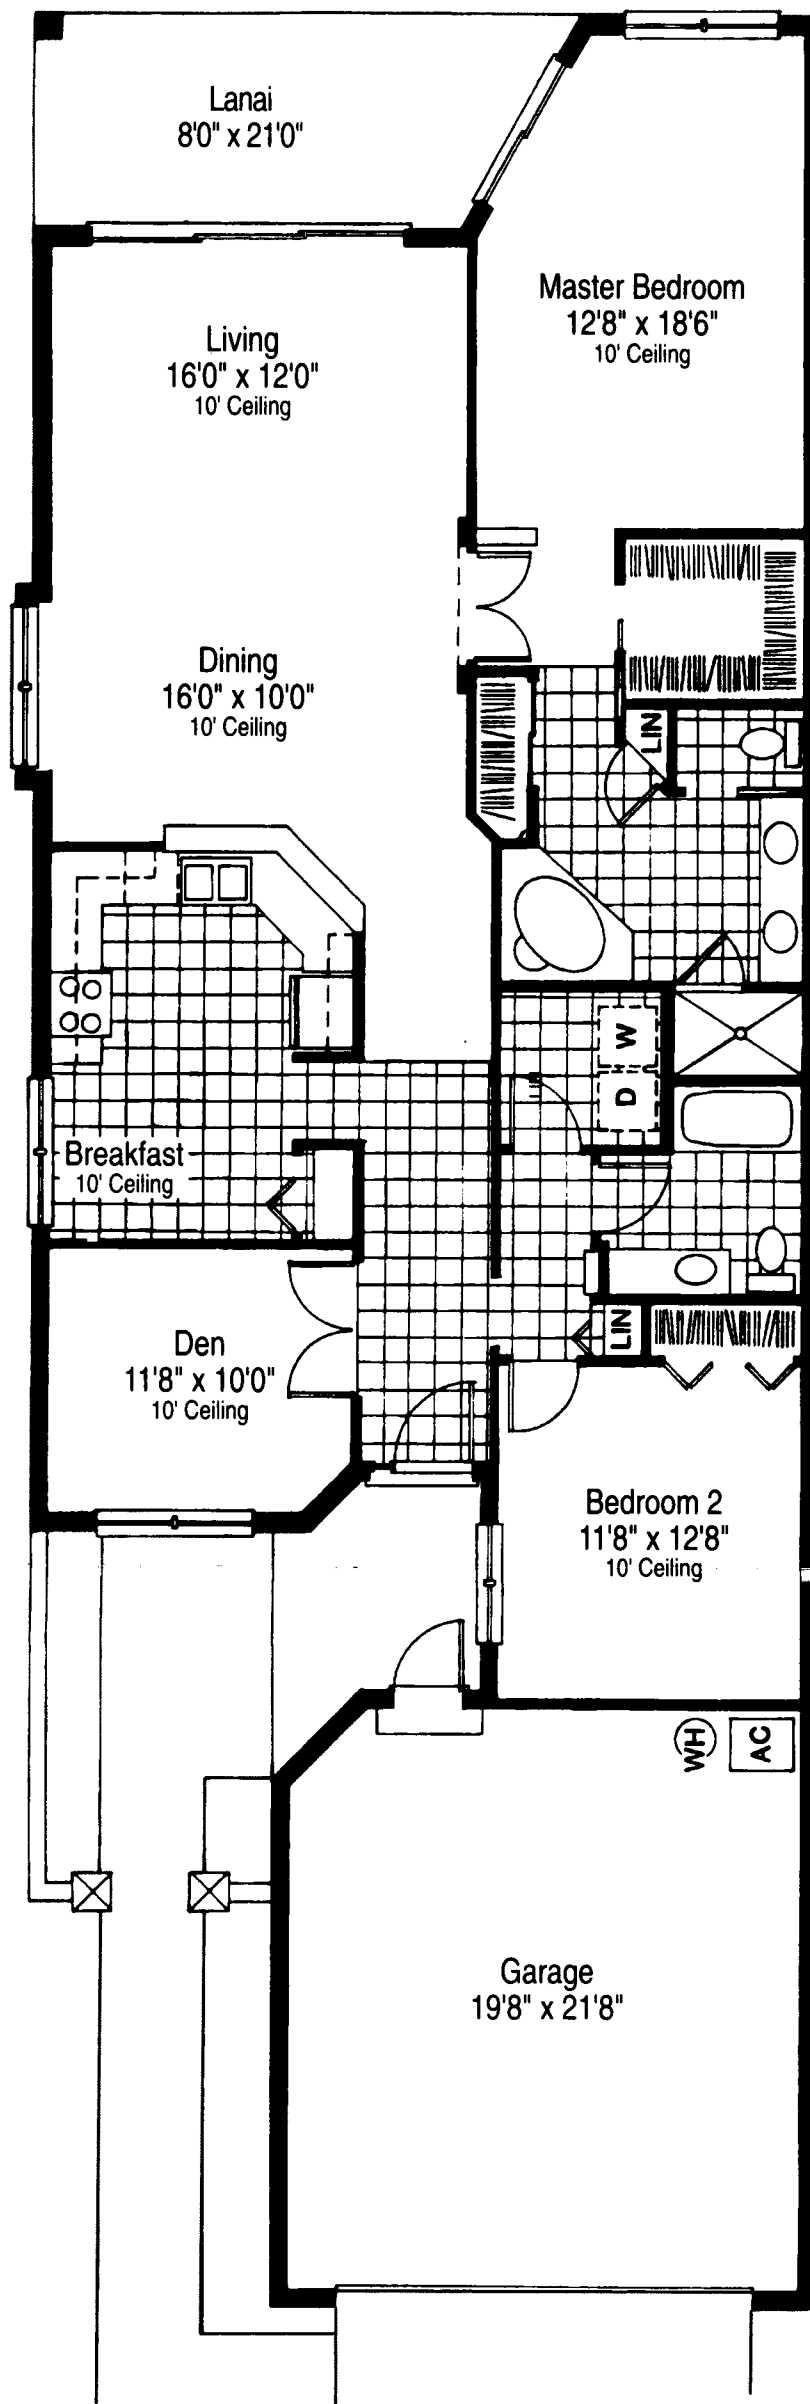 Lanai
8'0" x 21'0"
Master Bedroom
12'8" x 18'6"
10' Ceiling
Living
16'0" x 12'0"
10' Ceiling
Dining
16'0" x 10'0"
10' Ceiling
LIN
W
D
LIN
Breakfast
10' Ceiling
LIN
Den
11'8" x 10'0"
10' Ceiling
Bedroom 2
11'8" x 12'8"
10' Ceiling
WH
AC
Garage
19'8" x 21'8"